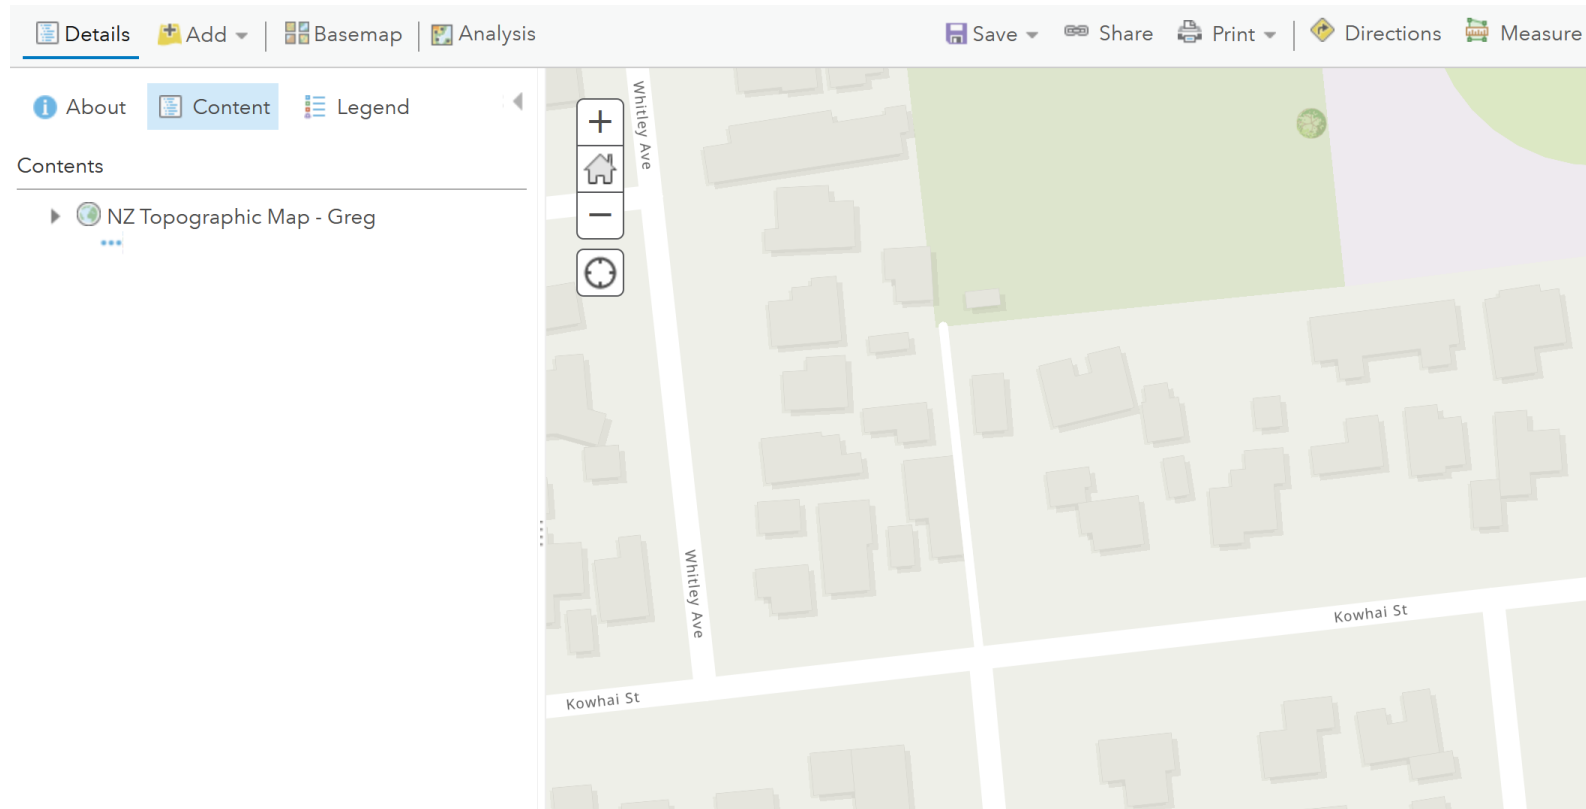 Details Add Basemap Analysis Save Share Print Directions Measure
About Content Legend
Contents
NZ Topographic Map - Greg
Whitley Ave
Whitley Ave
Kowhai St
Kowhai St